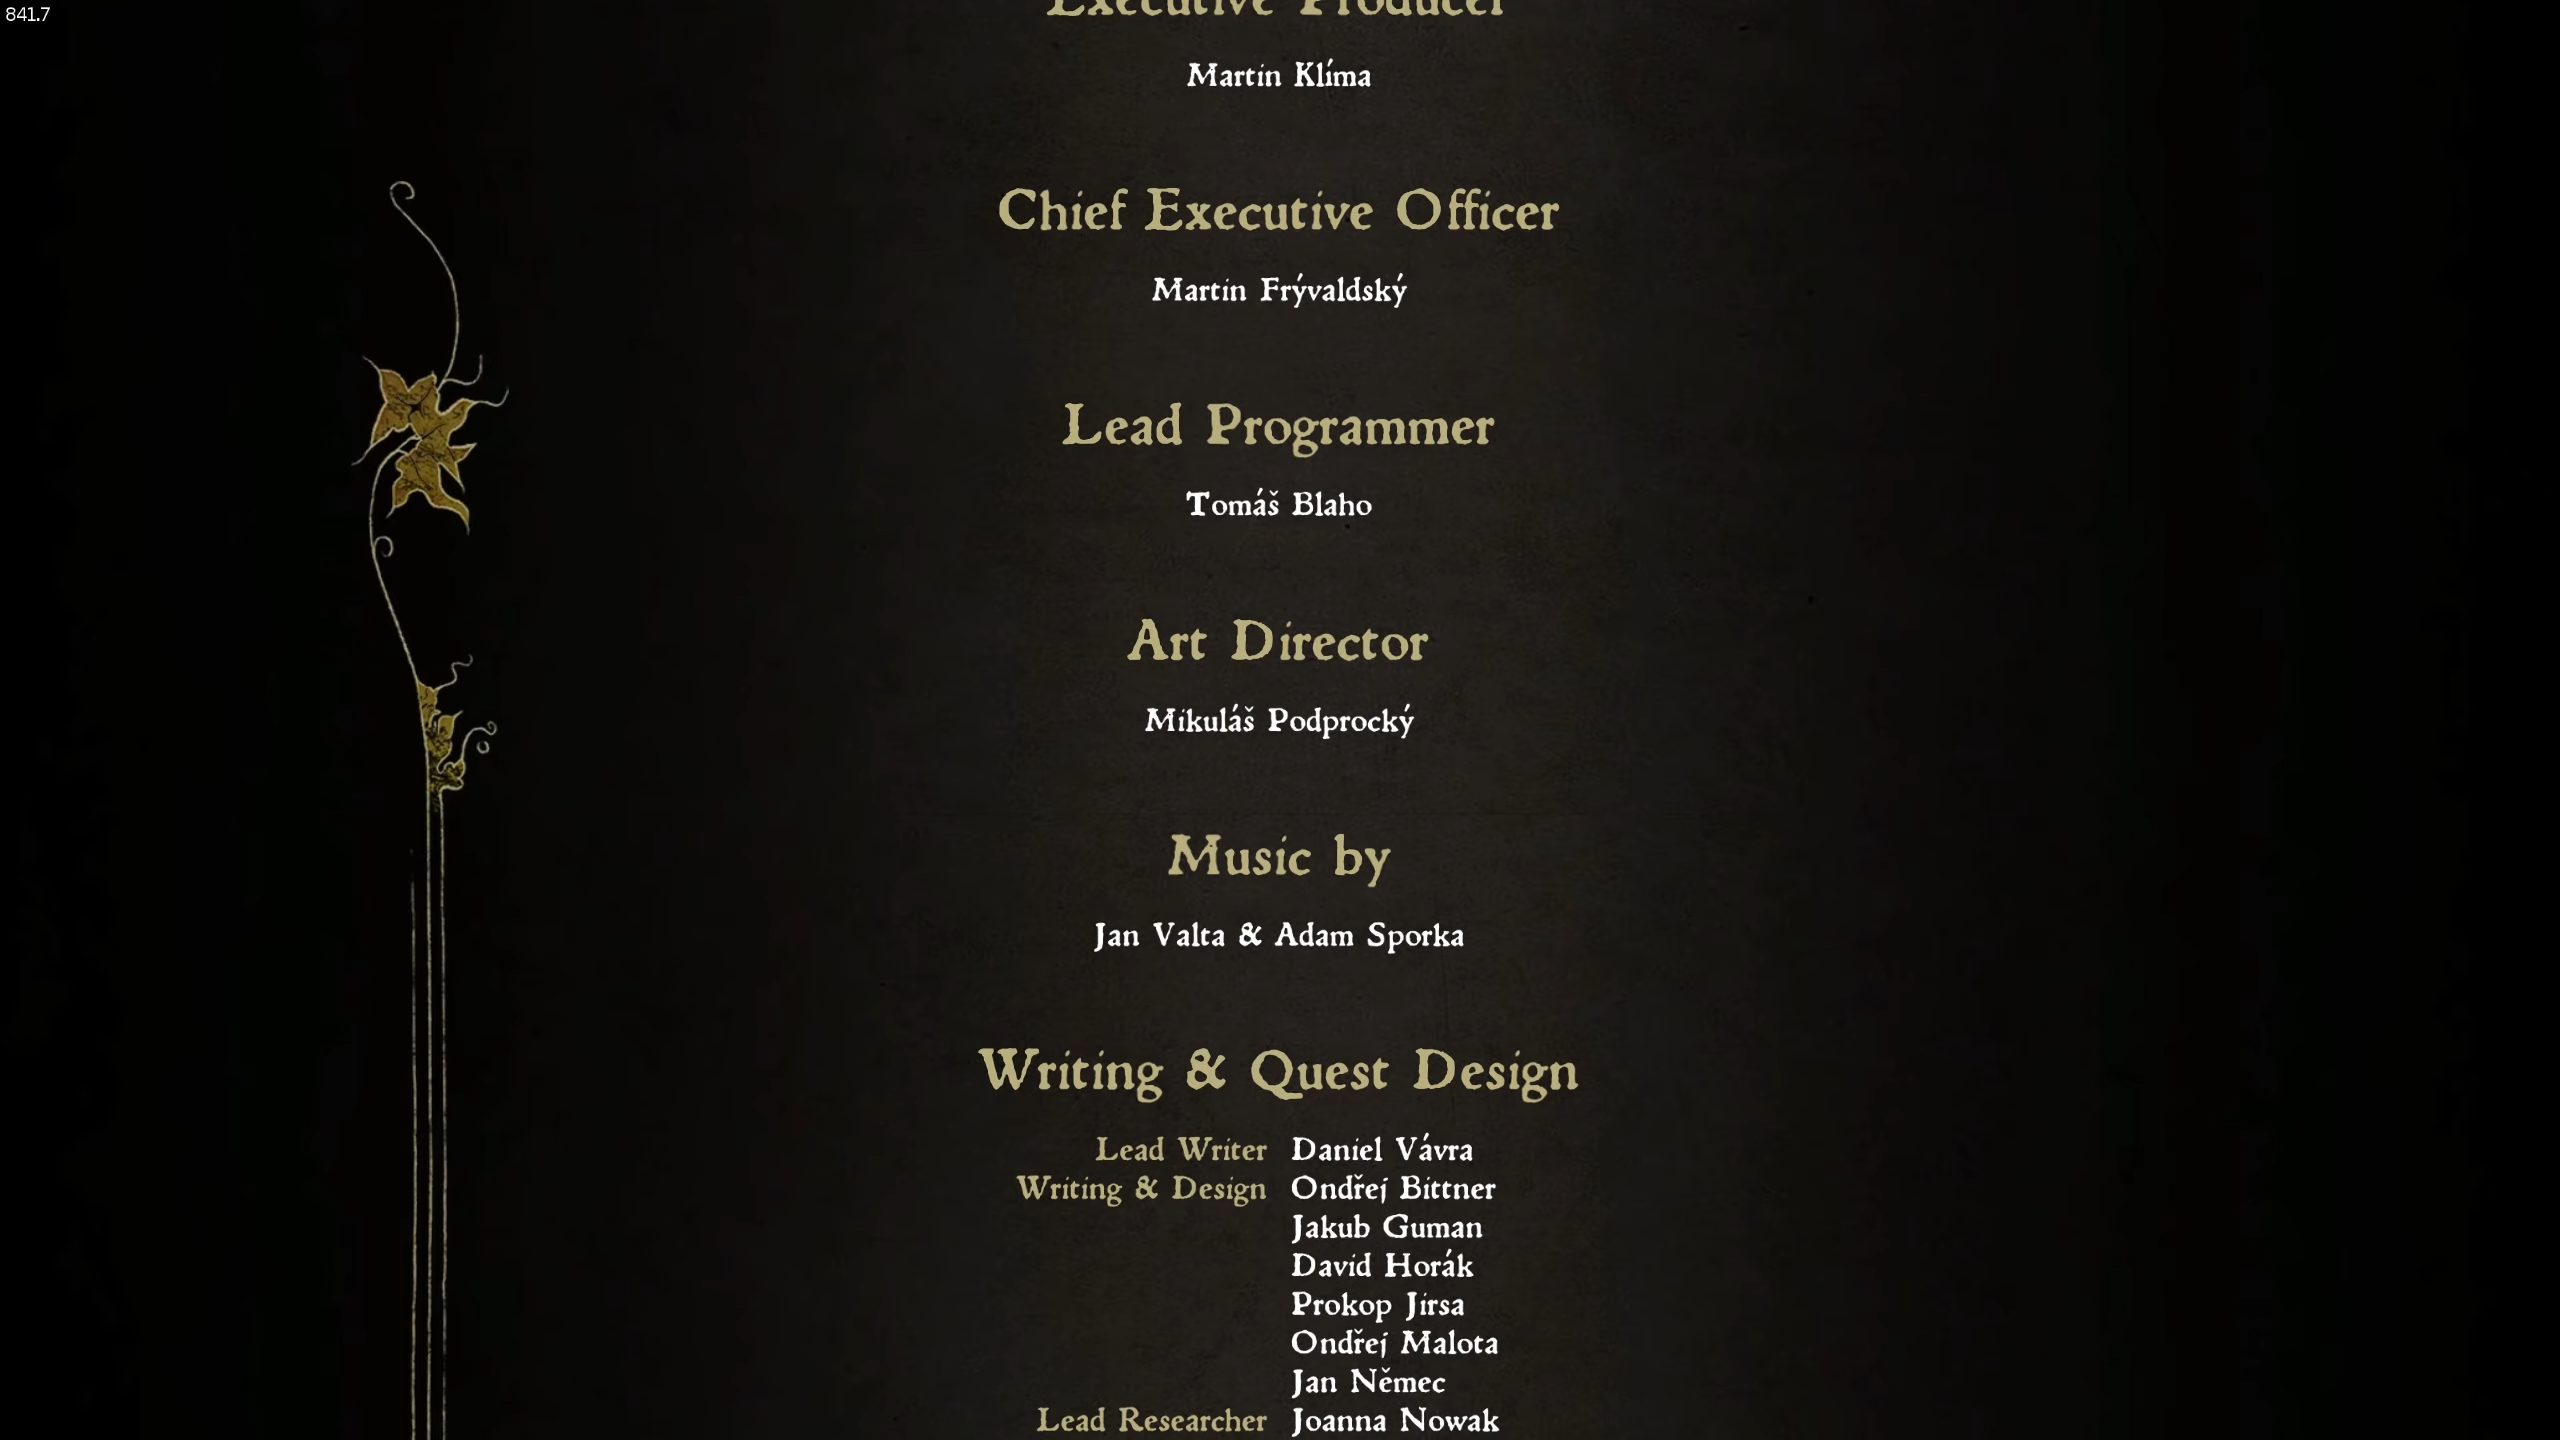 841.7
Executive Producer
Martin Klíma
Chief Executive Officer
Martin Frývaldský
Lead Programmer
Tomáš Blaho
Art Director
Mikuláš Podprocký
Music by
Jan Valta & Adam Sporka
Writing & Quest Design
Lead Writer Daniel Vávra
Writing & Design Ondřej Bittner
Jakub Guman
David Horák
Prokop Jirsa
Ondřej Malota
Jan Němec
Lead Researcher Joanna Nowak